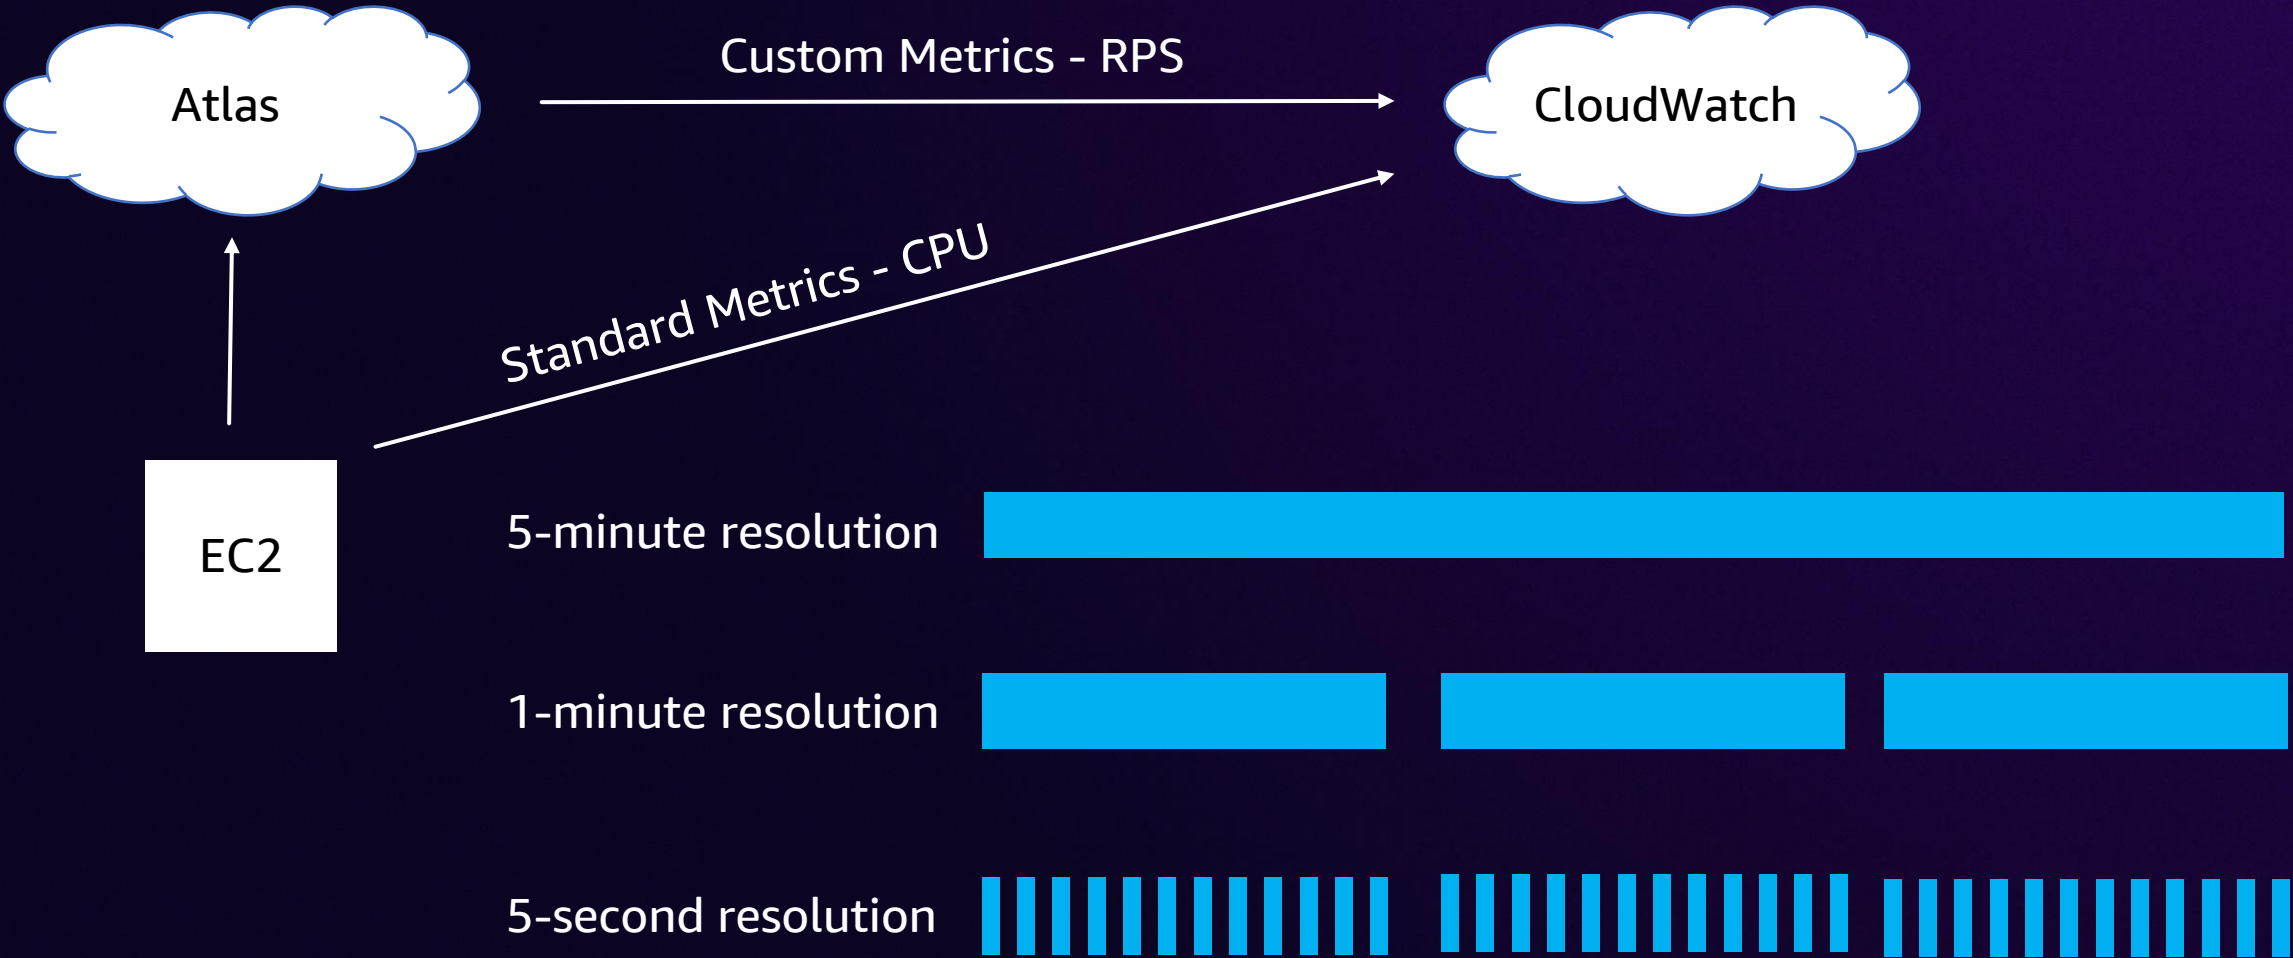 Atlas
Custom Metrics - RPS
CloudWatch
Standard Metrics - CPU
EC2
5-minute resolution
1-minute resolution
5-second resolution